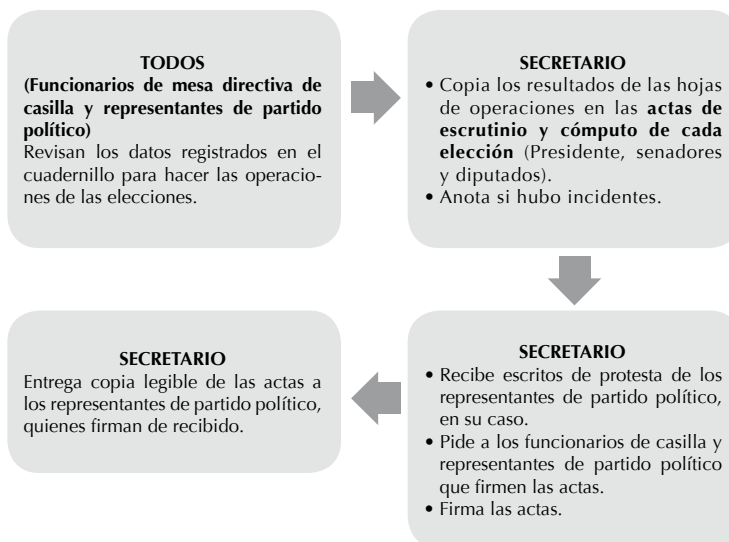 TODOS
(Funcionarios de mesa directiva de
casilla y representantes de partido
político)
Revisan los datos registrados en el
cuadernillo para hacer las operacio-
nes de las elecciones.
SECRETARIO
• Copia los resultados de las hojas
de operaciones en las actas de
escrutinio y cómputo de cada
elección (Presidente, senadores
y diputados).
• Anota si hubo incidentes.
SECRETARIO
• Recibe escritos de protesta de los
representantes de partido político,
en su caso.
• Pide a los funcionarios de casilla y
representantes de partido político
que firmen las actas.
• Firma las actas.
SECRETARIO
Entrega copia legible de las actas a
los representantes de partido político,
quienes firman de recibido.